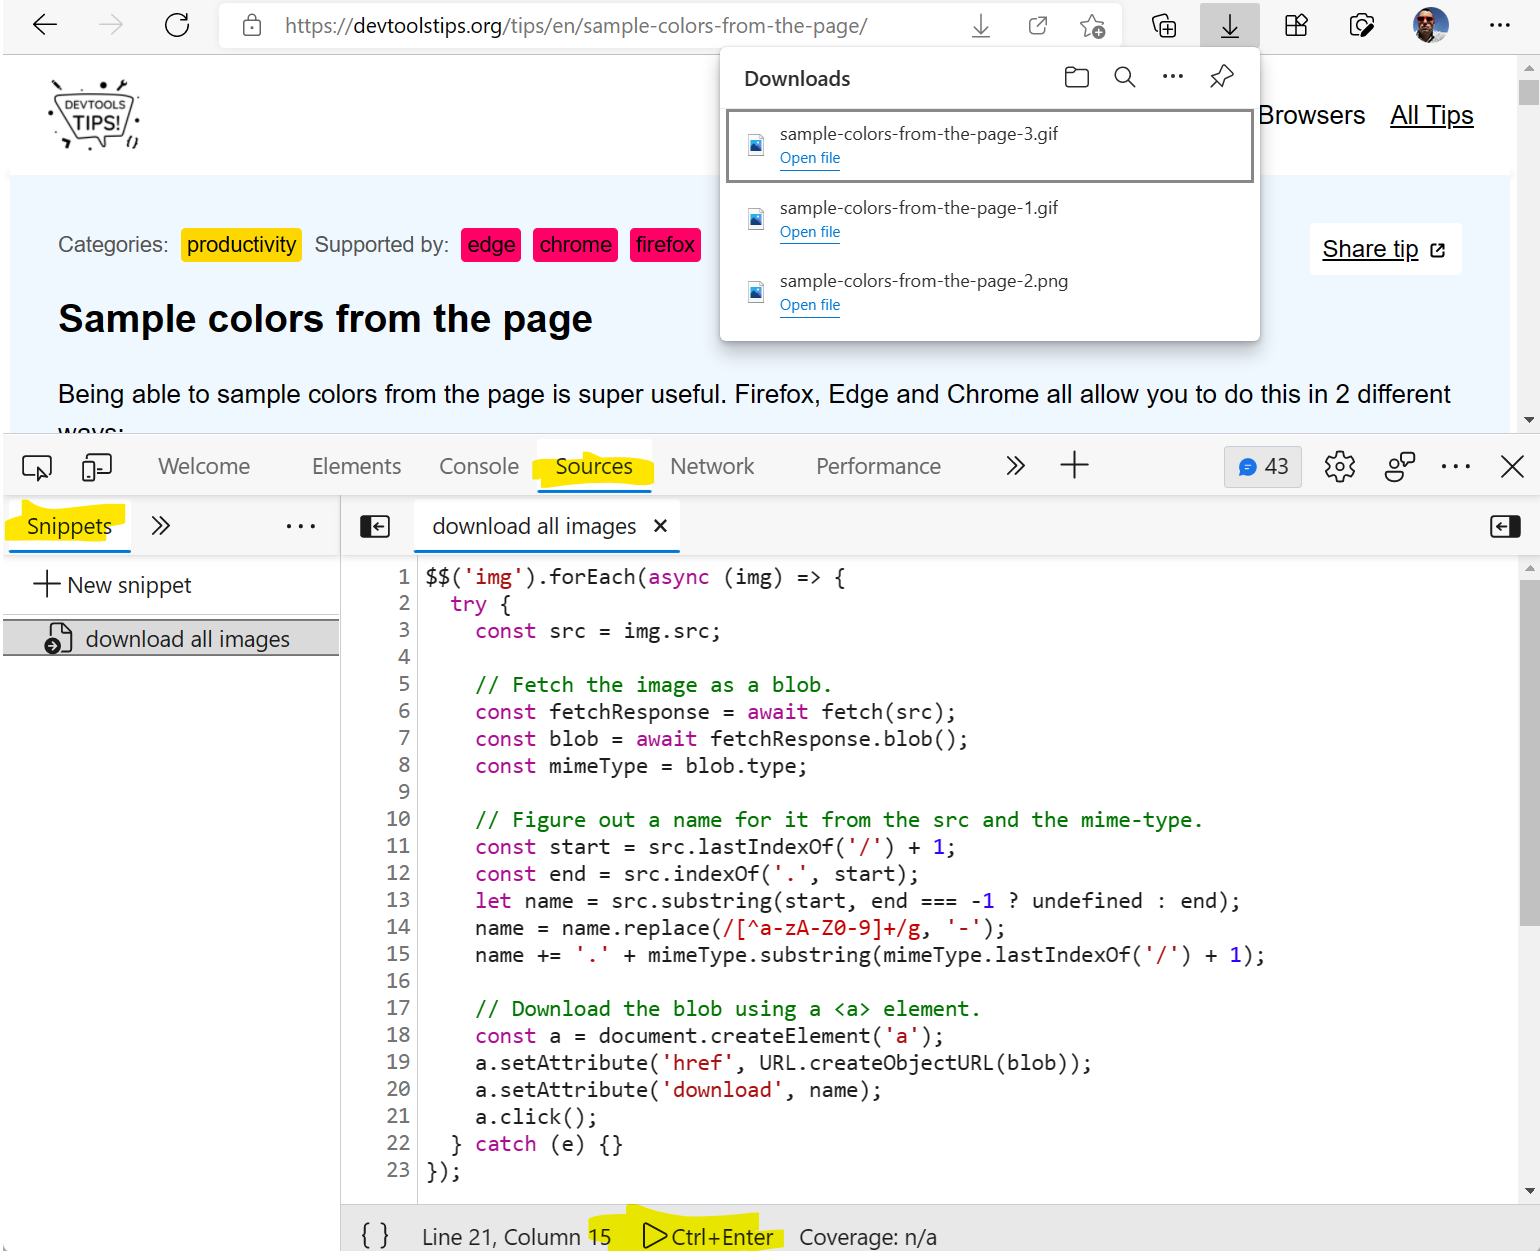 https://devtoolstips.org/tips/en/sample-colors-from-the-page/
Downloads
sample-colors-from-the-page-3.gif
Open file
sample-colors-from-the-page-1.gif
Open file
sample-colors-from-the-page-2.png
Open file
DEVTOOLS
TIPS!
Browsers All Tips
Categories: productivity Supported by: edge chrome firefox
Share tip
Sample colors from the page
Being able to sample colors from the page is super useful. Firefox, Edge and Chrome all allow you to do this in 2 different
ways:
Welcome Elements Console Sources Network Performance 43
Snippets
download all images
New snippet
download all images
1 $$('img').forEach(async (img) => {
2 try {
3 const src = img.src;
4
5 // Fetch the image as a blob.
6 const fetchResponse = await fetch(src);
7 const blob = await fetchResponse.blob();
8 const mimeType = blob.type;
9
10 // Figure out a name for it from the src and the mime-type.
11 const start = src.lastIndexOf('/') + 1;
12 const end = src.indexOf('.', start);
13 let name = src.substring(start, end === -1 ? undefined : end);
14 name = name.replace(/[^a-zA-Z0-9]+/g, '-');
15 name += '.' + mimeType.substring(mimeType.lastIndexOf('/') + 1);
16
17 // Download the blob using a <a> element.
18 const a = document.createElement('a');
19 a.setAttribute('href', URL.createObjectURL(blob));
20 a.setAttribute('download', name);
21 a.click();
22 } catch (e) {}
23 });
{ } Line 21, Column 15 Ctrl+Enter Coverage: n/a